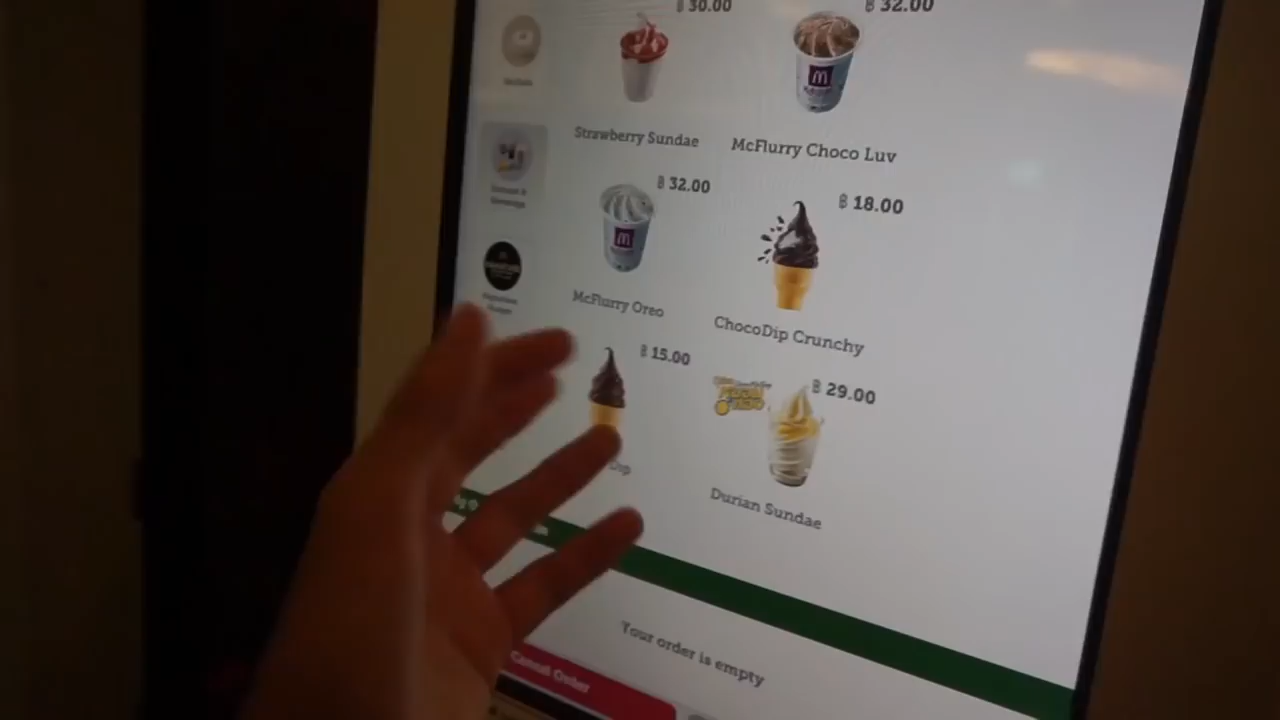 ฿ 30.00
฿ 32.00
Strawberry Sundae
McFlurry Choco Luv
฿ 32.00
฿ 18.00
McFlurry Oreo
ChocoDip Crunchy
฿ 15.00
฿ 29.00
Dip
Durian Sundae
Your order is empty
Cancel Order